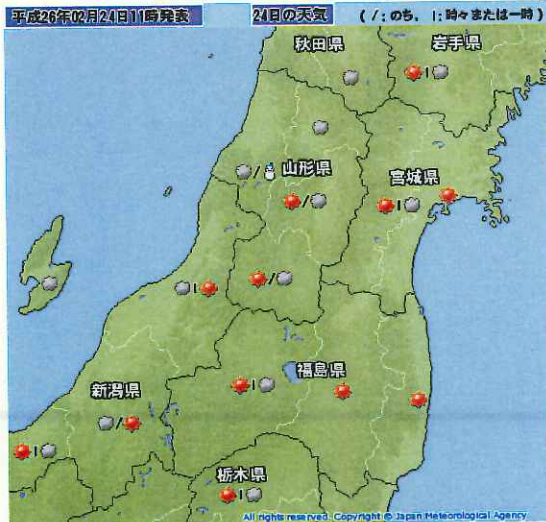 平成26年02月24日11時発表 24日の天気 ( / : のち、 | : 時々または一時 )
秋田県
岩手県
山形県
宮城県
福島県
新潟県
栃木県
All rights reserved. Copyright © Japan Meteorological Agency